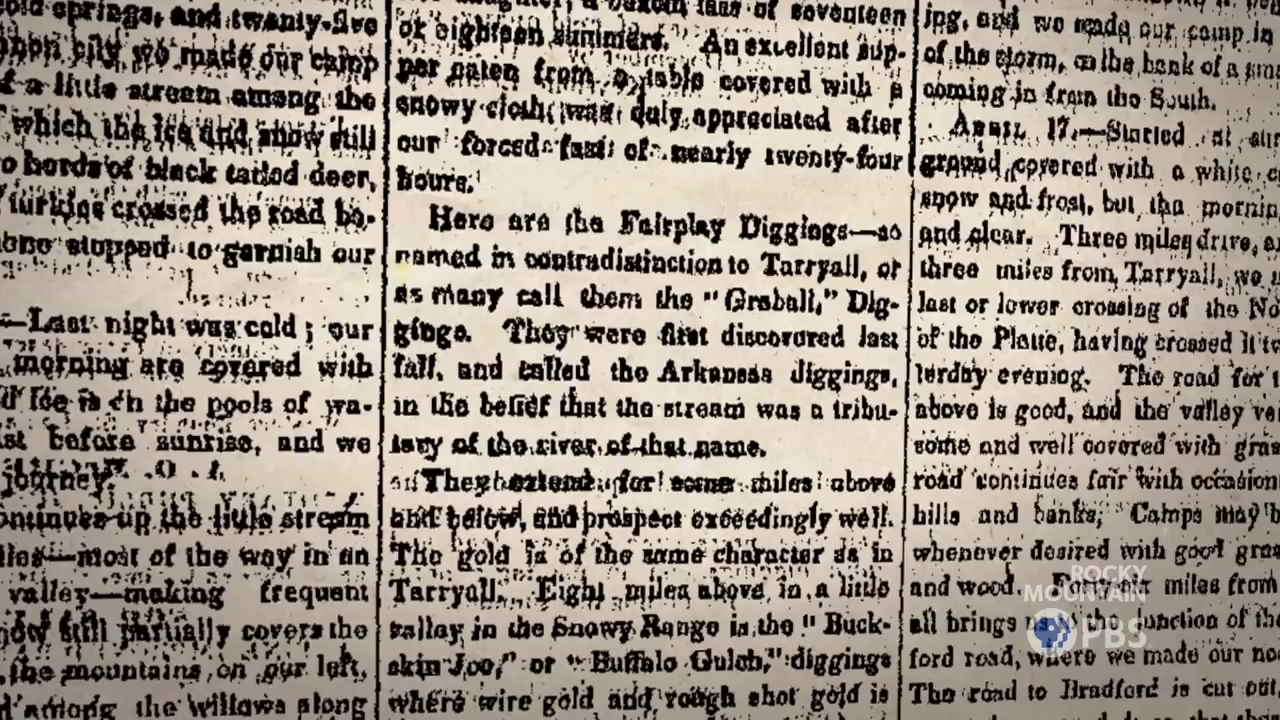 cold springs, and twenty-five
we made our camp
a little stream among the
which the ice and snow still
herds of black tailed deer,
turkies crossed the road be-
stopped to garnish our
—Last night was cold; our
morning are covered with
ice is on the pools of wa-
before sunrise, and we
journey.
continues up the little stream
—most of the way in an
valley—making frequent
still partially covers the
the mountains on our left,
among the willows along
of seventeen
or eighteen summers. An excellent sup-
per eaten from a table covered with a
snowy cloth, was duly appreciated after
our forced fast of nearly twenty-four
hours.
Here are the Fairplay Diggings—so
named in contradistinction to Tarryall, or
as many call them the "Graball," Dig-
gings. They were first discovered last
fall, and called the Arkansas diggings,
in the belief that the stream was a tribu-
tary of the river of that name.
They extend for some miles above
and below, and prospect exceedingly well.
The gold is of the same character as in
Tarryall. Eight miles above, in a little
valley in the Snowy Range is the "Buck-
skin Joe," or "Buffalo Gulch," diggings
where wire gold and rough shot gold is
ing, and we made our camp in
of the storm, on the bank of a
coming in from the South.
April 17.—Started at
ground covered with a white
snow and frost, but the
and clear. Three miles drive,
three miles from Tarryall, we
last or lower crossing of the
of the Platte, having crossed it
terday evening. The road for
above is good, and the valley
some and well covered with
road continues fair with
hills and banks, Camps may
whenever desired with good
and wood. miles from
all brings us to the junction of the
ford road, where we made our
The road to Bradford is cut out,
ROCKY
MOUNTAIN
PBS